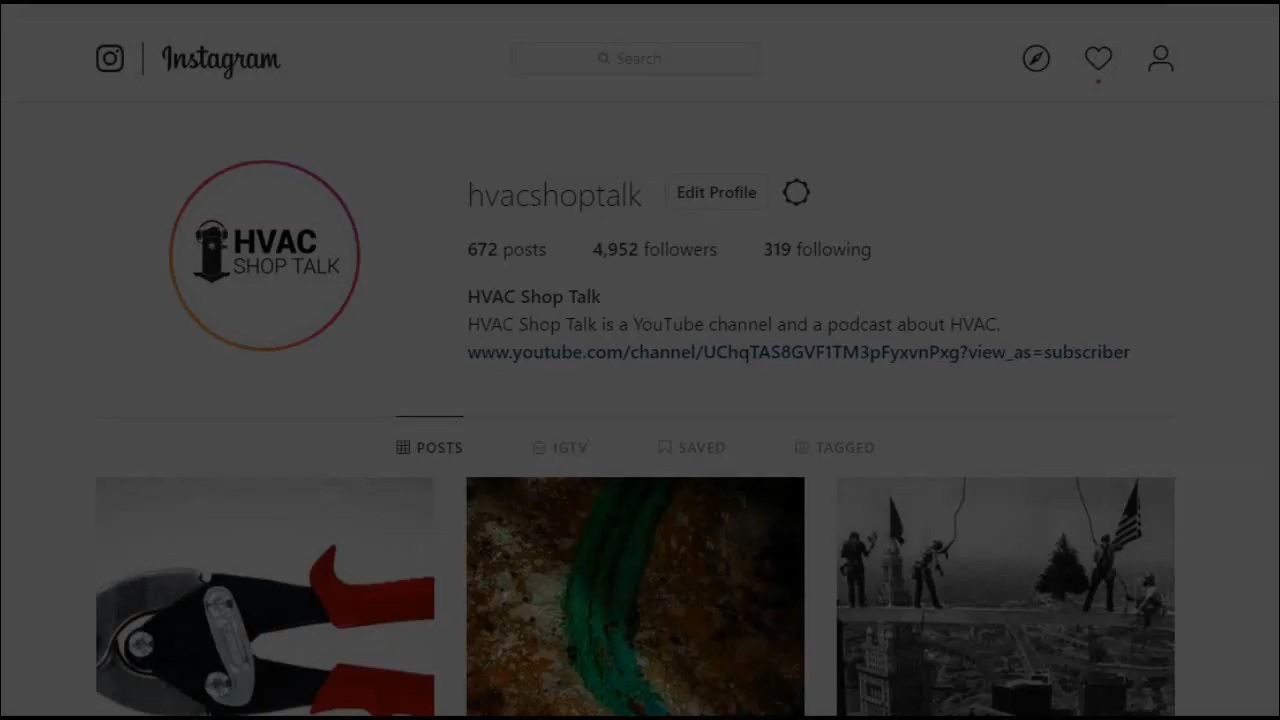 Instagram
Search
HVAC
SHOP TALK
hvacshoptalk
Edit Profile
672 posts
4,952 followers
319 following
HVAC Shop Talk
HVAC Shop Talk is a YouTube channel and a podcast about HVAC.
www.youtube.com/channel/UChqTAS8GVF1TM3pFyxvnPxg?view_as=subscriber
POSTS
IGTV
SAVED
TAGGED